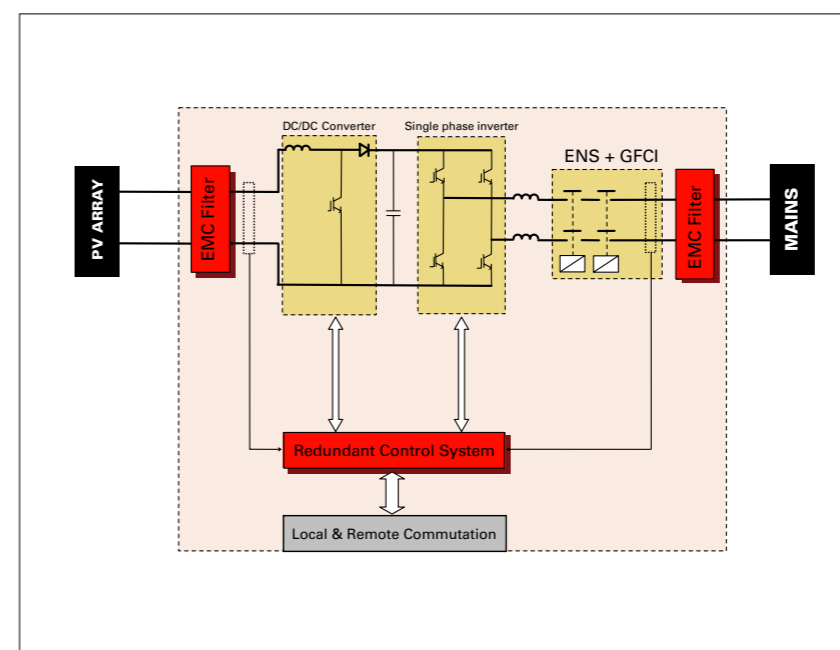 DC/DC Converter
Single phase inverter
ENS + GFCI
PV ARRAY
EMC Filter
EMC Filter
MAINS
Redundant Control System
Local & Remote Commutation